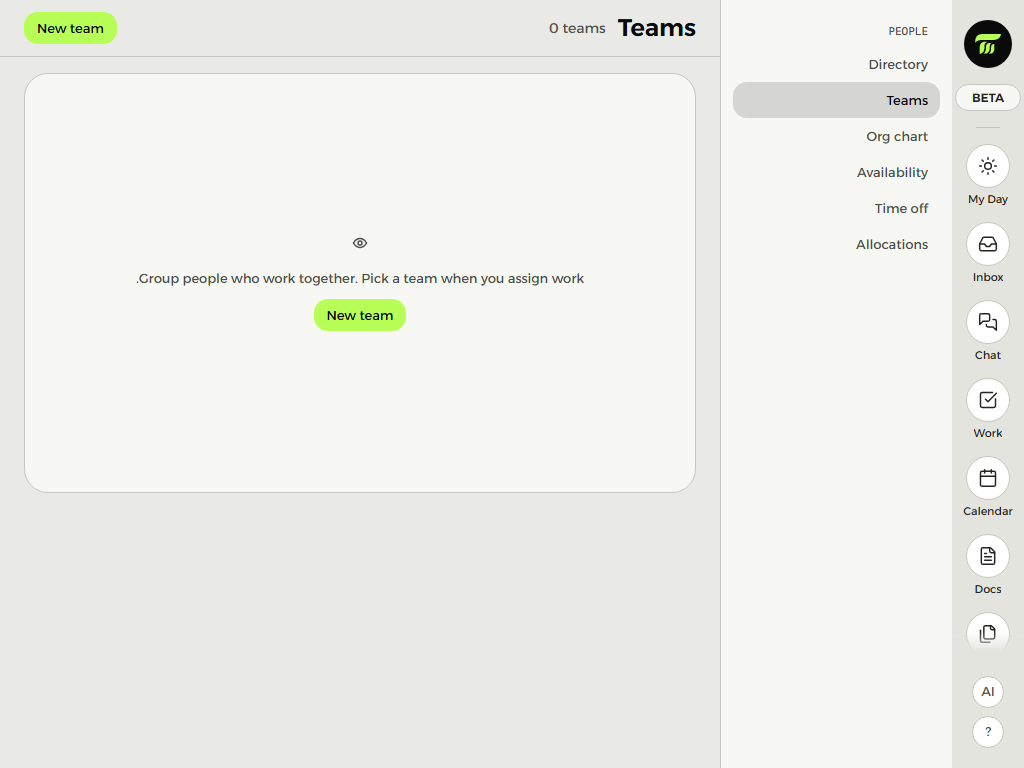 Teams
0 teams
New team
.Group people who work together. Pick a team when you assign work
New team
PEOPLE
Directory
Teams
Org chart
Availability
Time off
Allocations
BETA
My Day
Inbox
Chat
Work
Calendar
Docs
AI
?